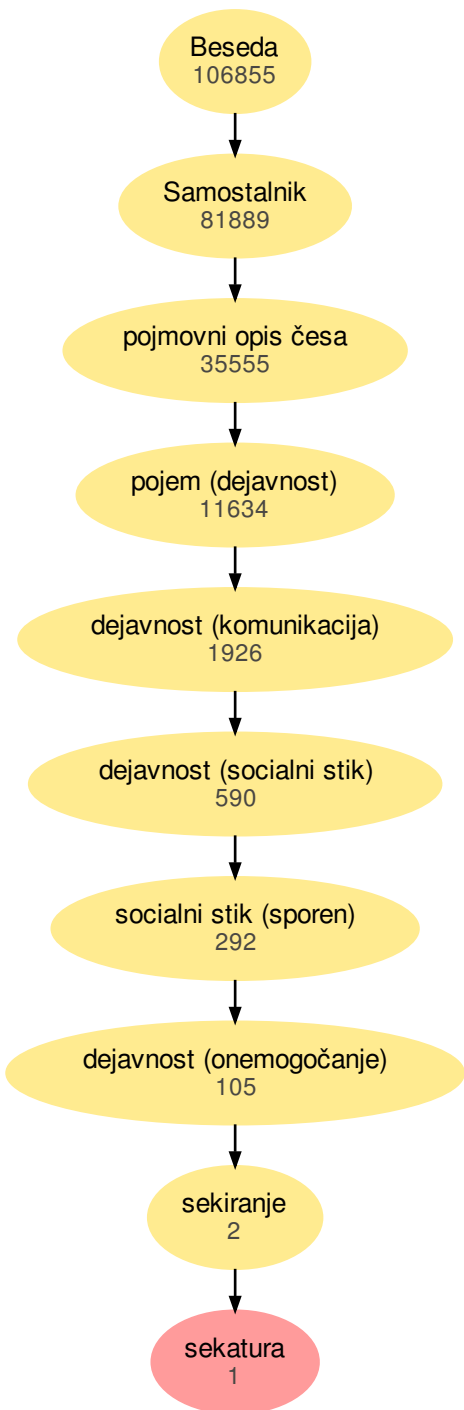 Beseda
106855
Samostalnik
81889
pojmovni opis česa
35555
pojem (dejavnost)
11634
dejavnost (komunikacija)
1926
dejavnost (socialni stik)
590
socialni stik (sporen)
292
dejavnost (onemogočanje)
105
sekiranje
2
sekatura
1